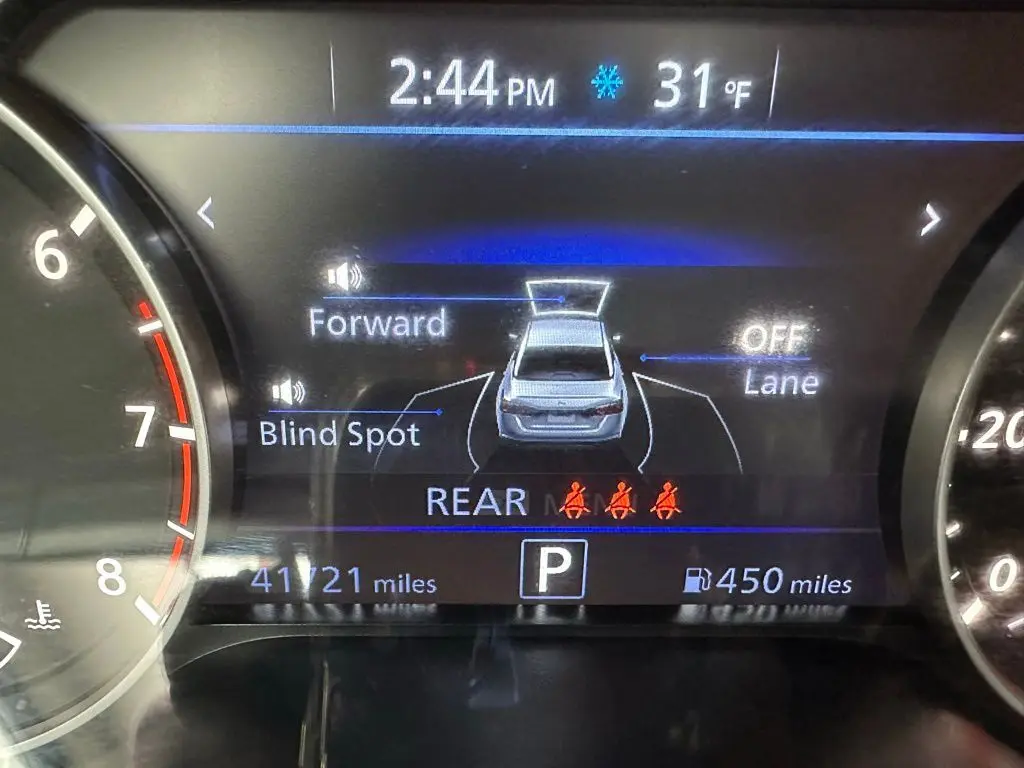 2:44 PM 31 °F
6
Forward
OFF
Lane
7
Blind Spot
20
REAR
8
41721 miles
P
450 miles
0